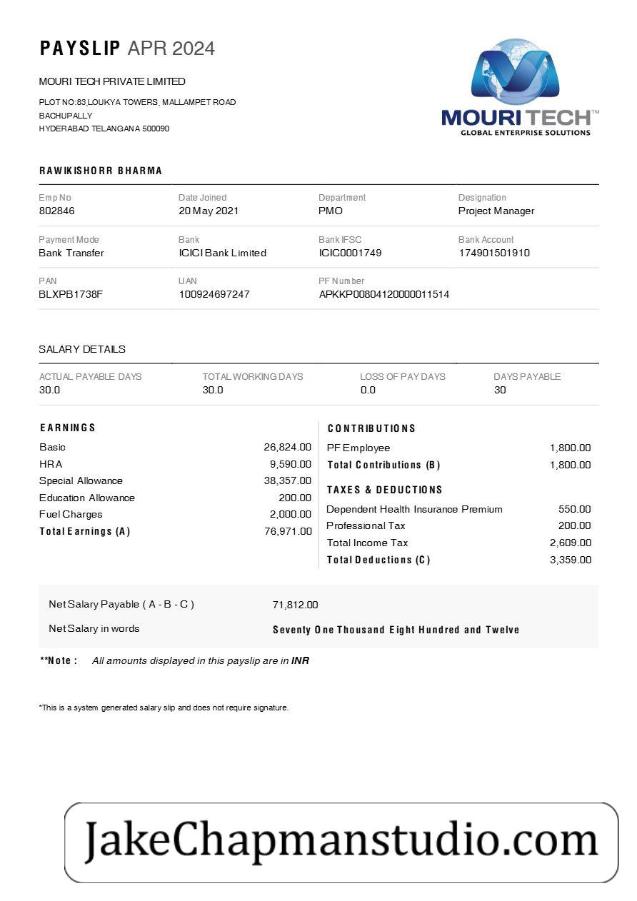 PAYSLIP APR 2024
MOURI TECH PRIVATE LIMITED
PLOT NO:83,LOUKYA TOWERS, MALLAMPET ROAD
BACHUPALLY
HYDERABAD TELANGANA 500090
MOURI TECH™
GLOBAL ENTERPRISE SOLUTIONS
RAWIKISHORR BHARMA
Emp No Date Joined Department Designation
802846 20 May 2021 PMO Project Manager
Payment Mode Bank Bank IFSC Bank Account
Bank Transfer ICICI Bank Limited ICIC0001749 174901501910
PAN UAN PF Number
BLXPB1738F 100924697247 APKKP00804120000011514
SALARY DETAILS
ACTUAL PAYABLE DAYS TOTAL WORKING DAYS LOSS OF PAY DAYS DAYS PAYABLE
30.0 30.0 0.0 30
EARNINGS
Basic 26,824.00
HRA 9,590.00
Special Allowance 38,357.00
Education Allowance 200.00
Fuel Charges 2,000.00
Total Earnings (A) 76,971.00
CONTRIBUTIONS
PF Employee 1,800.00
Total Contributions (B) 1,800.00
TAXES & DEDUCTIONS
Dependent Health Insurance Premium 550.00
Professional Tax 200.00
Total Income Tax 2,609.00
Total Deductions (C) 3,359.00
Net Salary Payable ( A - B - C ) 71,812.00
Net Salary in words Seventy One Thousand Eight Hundred and Twelve
**Note : All amounts displayed in this payslip are in INR
*This is a system generated salary slip and does not require signature.
JakeChapmanstudio.com